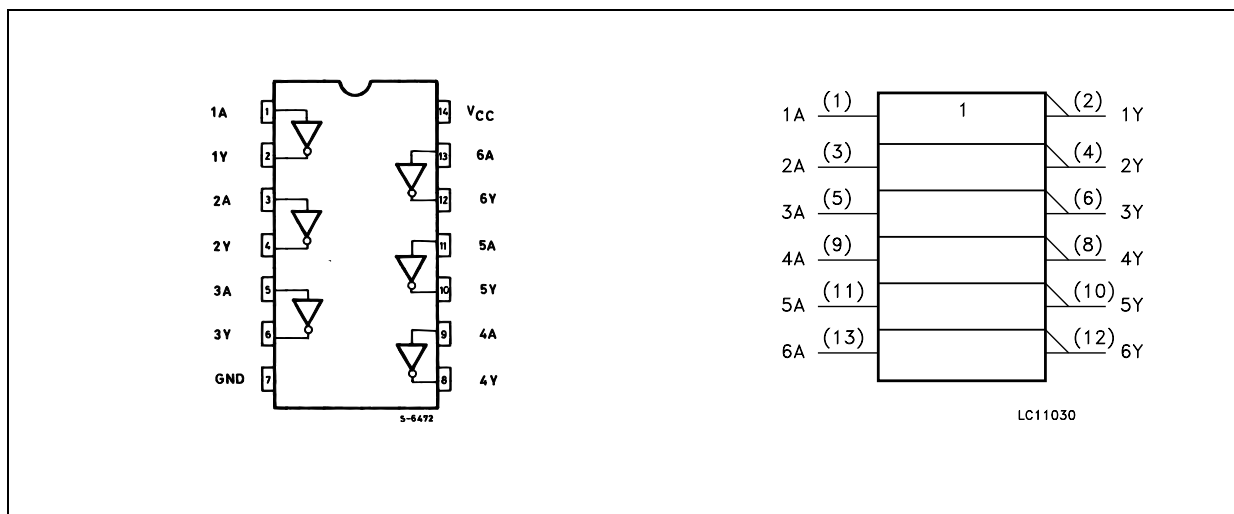 1A 1 14 VCC
1Y 2 13 6A
2A 3 12 6Y
2Y 4 11 5A
3A 5 10 5Y
3Y 6 9 4A
GND 7 8 4Y
S-6472
1A (1) 1 (2) 1Y
2A (3) (4) 2Y
3A (5) (6) 3Y
4A (9) (8) 4Y
5A (11) (10) 5Y
6A (13) (12) 6Y
LC11030